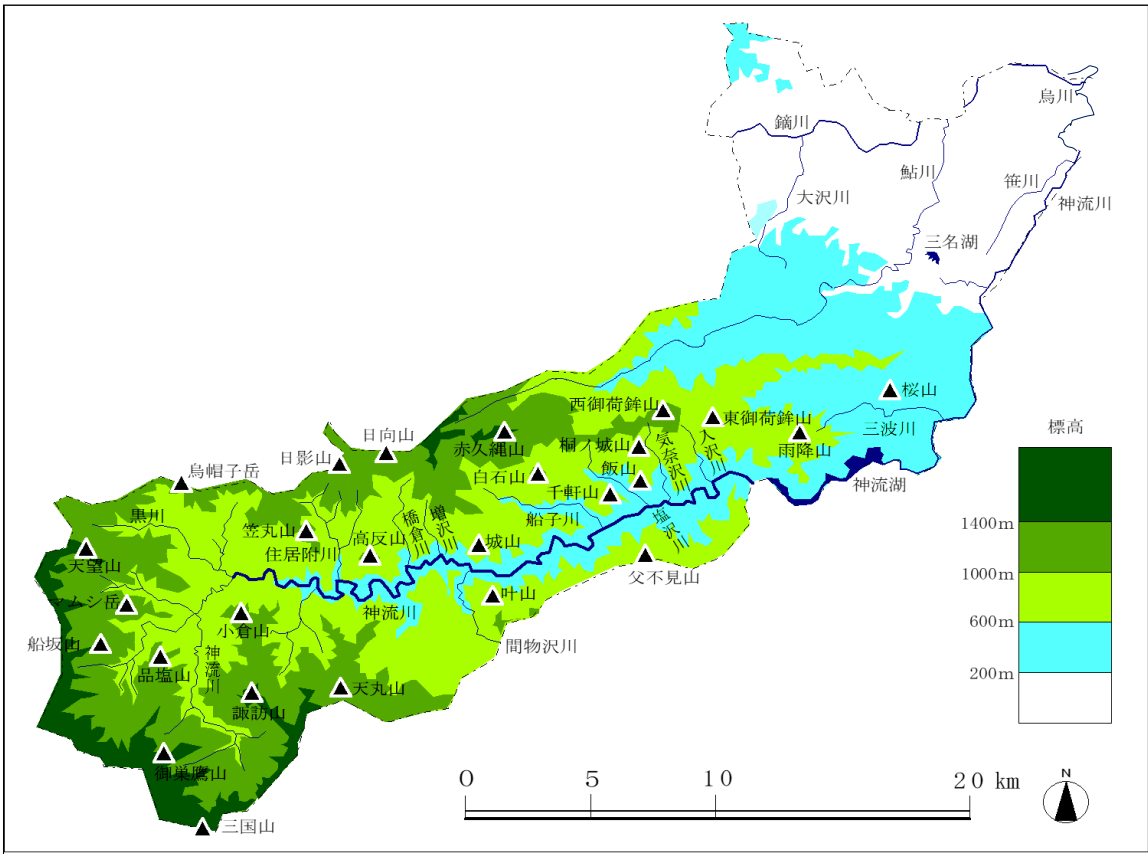 烏川
鏑川
鮎川
笹川
大沢川
神流川
三名湖
桜山
西御荷鉾山
東御荷鉾山
三波川
標高
日向山
赤久縄山
桐ノ城山
気奈沢川
入沢川
雨降山
日影山
烏帽子岳
白石山
飯山
神流湖
千軒山
黒川
船子川
塩沢川
1400m
笠丸山
橋倉川
増沢川
高反山
城山
住居附川
天望山
父不見山
1000m
マムシ岳
叶山
神流川
小倉山
600m
船坂山
間物沢川
品塩山
神流川
200m
天丸山
諏訪山
御巣鷹山
0 5 10 20 km
N
三国山